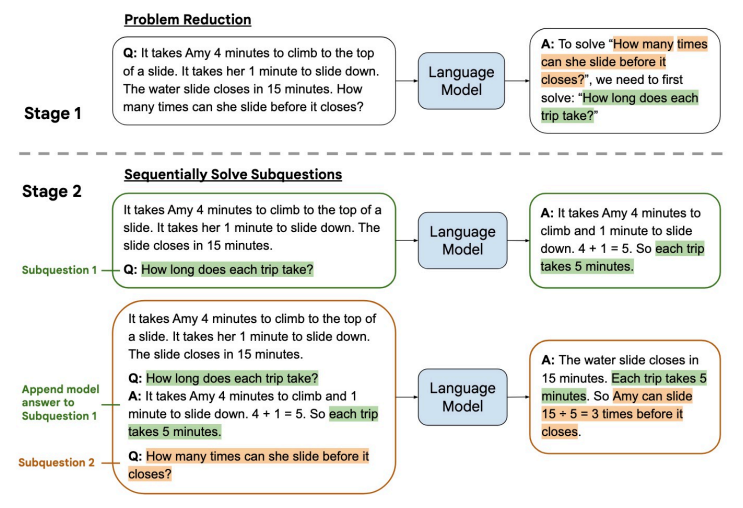 Problem Reduction
Stage 1
Q: It takes Amy 4 minutes to climb to the top
of a slide. It takes her 1 minute to slide down.
The water slide closes in 15 minutes. How
many times can she slide before it closes?
Language
Model
A: To solve “How many times
can she slide before it
closes?”, we need to first
solve: “How long does each
trip take?”
Stage 2
Sequentially Solve Subquestions
It takes Amy 4 minutes to climb to the top of a
slide. It takes her 1 minute to slide down. The
slide closes in 15 minutes.
Subquestion 1
Q: How long does each trip take?
Language
Model
A: It takes Amy 4 minutes to
climb and 1 minute to slide
down. 4 + 1 = 5. So each trip
takes 5 minutes.
It takes Amy 4 minutes to climb to the top of
a slide. It takes her 1 minute to slide down.
The slide closes in 15 minutes.
Append model
answer to
Subquestion 1
Q: How long does each trip take?
A: It takes Amy 4 minutes to climb and 1
minute to slide down. 4 + 1 = 5. So each trip
takes 5 minutes.
Subquestion 2
Q: How many times can she slide before it
closes?
Language
Model
A: The water slide closes in
15 minutes. Each trip takes 5
minutes. So Amy can slide
15 ÷ 5 = 3 times before it
closes.